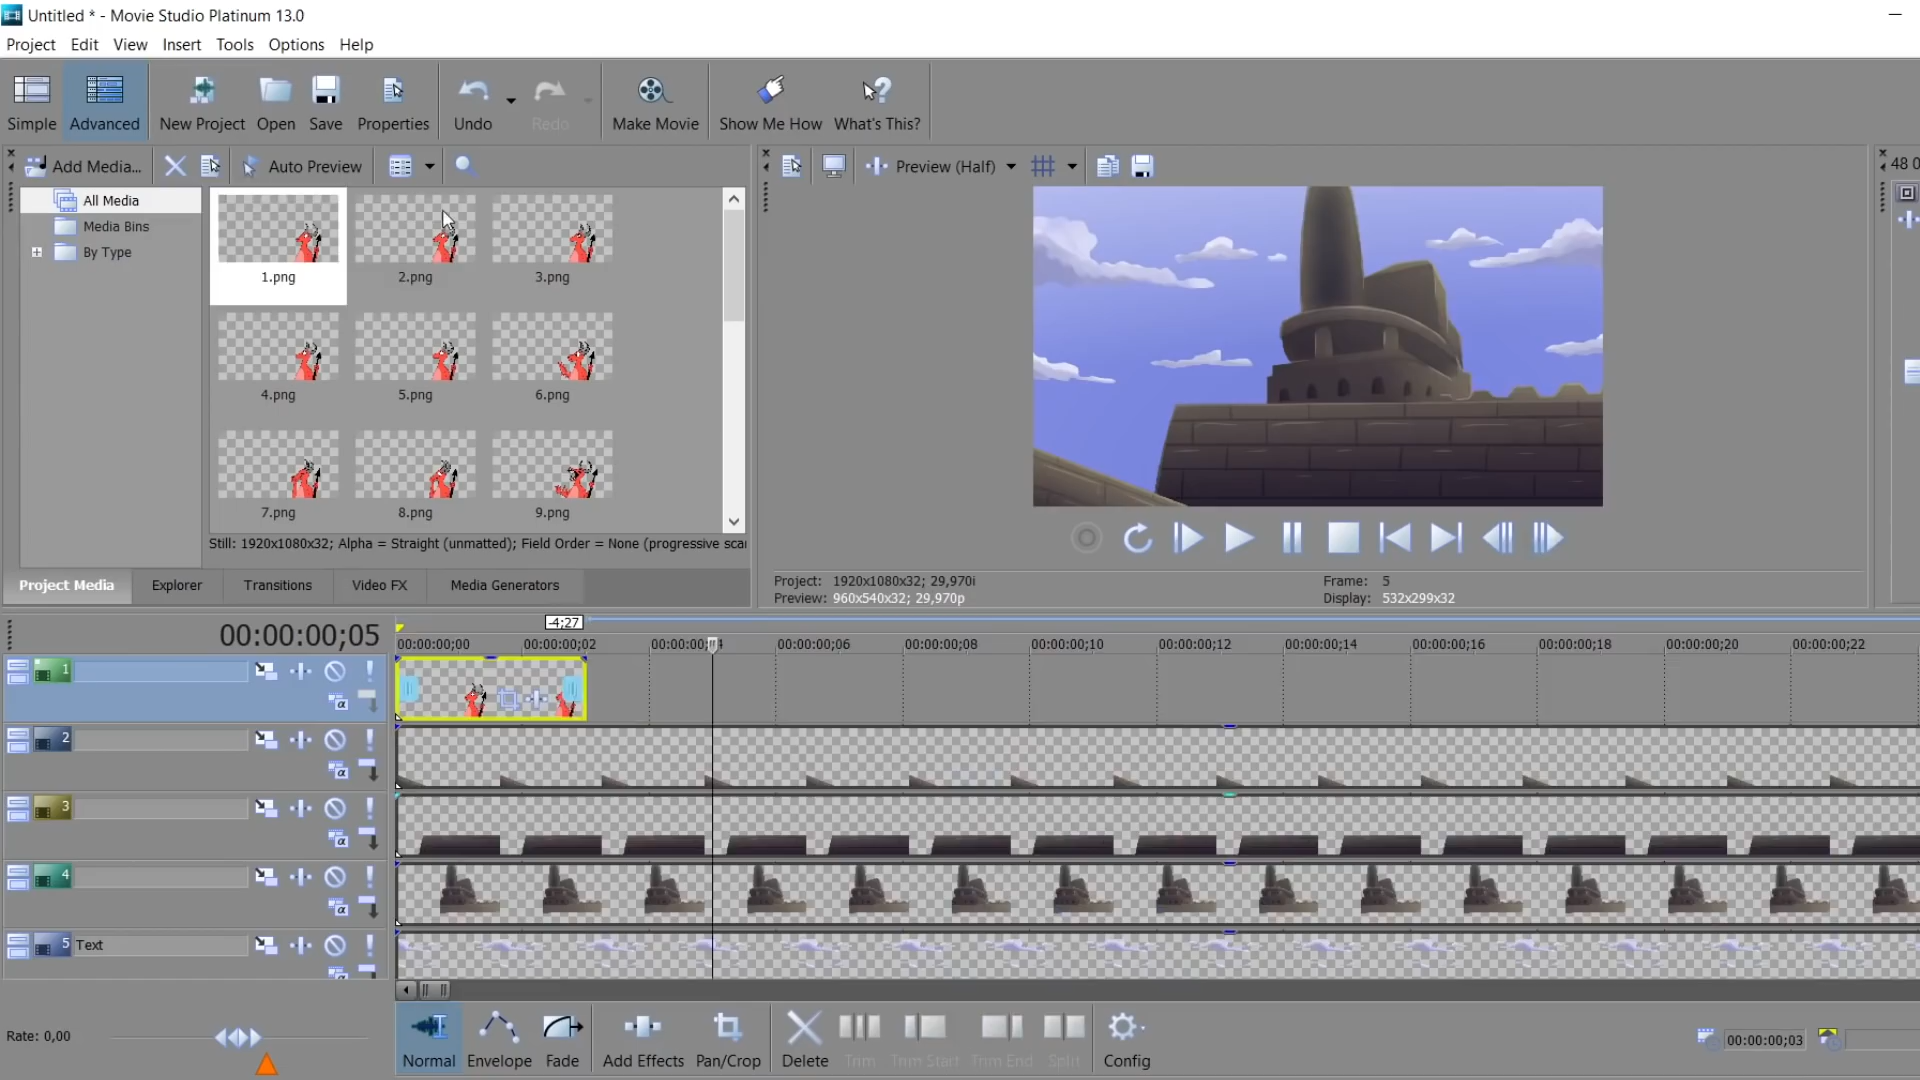 Untitled * - Movie Studio Platinum 13.0
Project Edit View Insert Tools Options Help
Simple Advanced New Project Open Save Properties Undo Redo Make Movie Show Me How What's This?
Add Media... Auto Preview
Preview (Half)
48 0
All Media
Media Bins
By Type
1.png 2.png 3.png
4.png 5.png 6.png
7.png 8.png 9.png
Still: 1920x1080x32; Alpha = Straight (unmatted); Field Order = None (progressive sca
Project Media Explorer Transitions Video FX Media Generators
Project: 1920x1080x32; 29,970i
Preview: 960x540x32; 29,970p
Frame: 5
Display: 532x299x32
-4;27
00:00:00;05
00:00:00;00 00:00:00;02 00:00:00;4 00:00:00;06 00:00:00;08 00:00:00;10 00:00:00;12 00:00:00;14 00:00:00;16 00:00:00;18 00:00:00;20 00:00:00;22
1
2
3
4
5 Text
Rate: 0,00
Normal Envelope Fade Add Effects Pan/Crop Delete Trim Trim Start Trim End Split Config
00:00:00;03